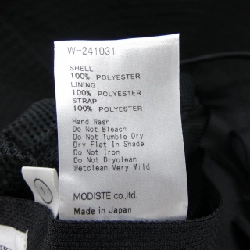 W-241031
SHELL
100% POLYESTER
LINING
100% POLYESTER
STRAP
100% POLYESTER
Hand Wash
Do Not Bleach
Do Not Tumble Dry
Dry Flat in Shade
Do Not Iron
Do Not Dryclean
Wetclean Very Mild
MODISTE co.,ltd.
Made in Japan